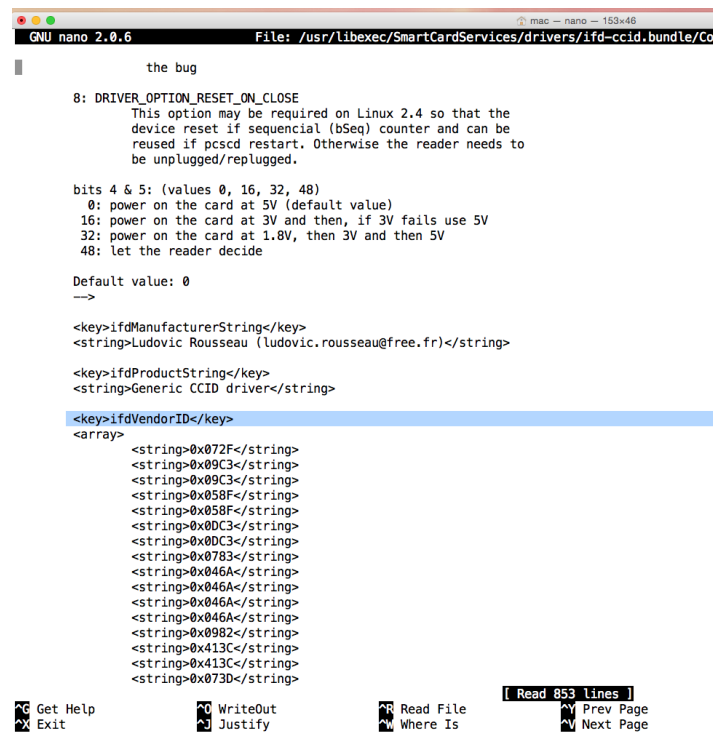 mac — nano — 153×46
GNU nano 2.0.6 File: /usr/libexec/SmartCardServices/drivers/ifd-ccid.bundle/Co
the bug
8: DRIVER_OPTION_RESET_ON_CLOSE
This option may be required on Linux 2.4 so that the
device reset if sequencial (bSeq) counter and can be
reused if pcscd restart. Otherwise the reader needs to
be unplugged/replugged.
bits 4 & 5: (values 0, 16, 32, 48)
0: power on the card at 5V (default value)
16: power on the card at 3V and then, if 3V fails use 5V
32: power on the card at 1.8V, then 3V and then 5V
48: let the reader decide
Default value: 0
-->
<key>ifdManufacturerString</key>
<string>Ludovic Rousseau (ludovic.rousseau@free.fr)</string>
<key>ifdProductString</key>
<string>Generic CCID driver</string>
<key>ifdVendorID</key>
<array>
<string>0x072F</string>
<string>0x09C3</string>
<string>0x09C3</string>
<string>0x058F</string>
<string>0x058F</string>
<string>0x0DC3</string>
<string>0x0DC3</string>
<string>0x0783</string>
<string>0x046A</string>
<string>0x046A</string>
<string>0x046A</string>
<string>0x046A</string>
<string>0x0982</string>
<string>0x413C</string>
<string>0x413C</string>
<string>0x073D</string>
[ Read 853 lines ]
^G Get Help ^O WriteOut ^R Read File ^Y Prev Page
^X Exit ^J Justify ^W Where Is ^V Next Page